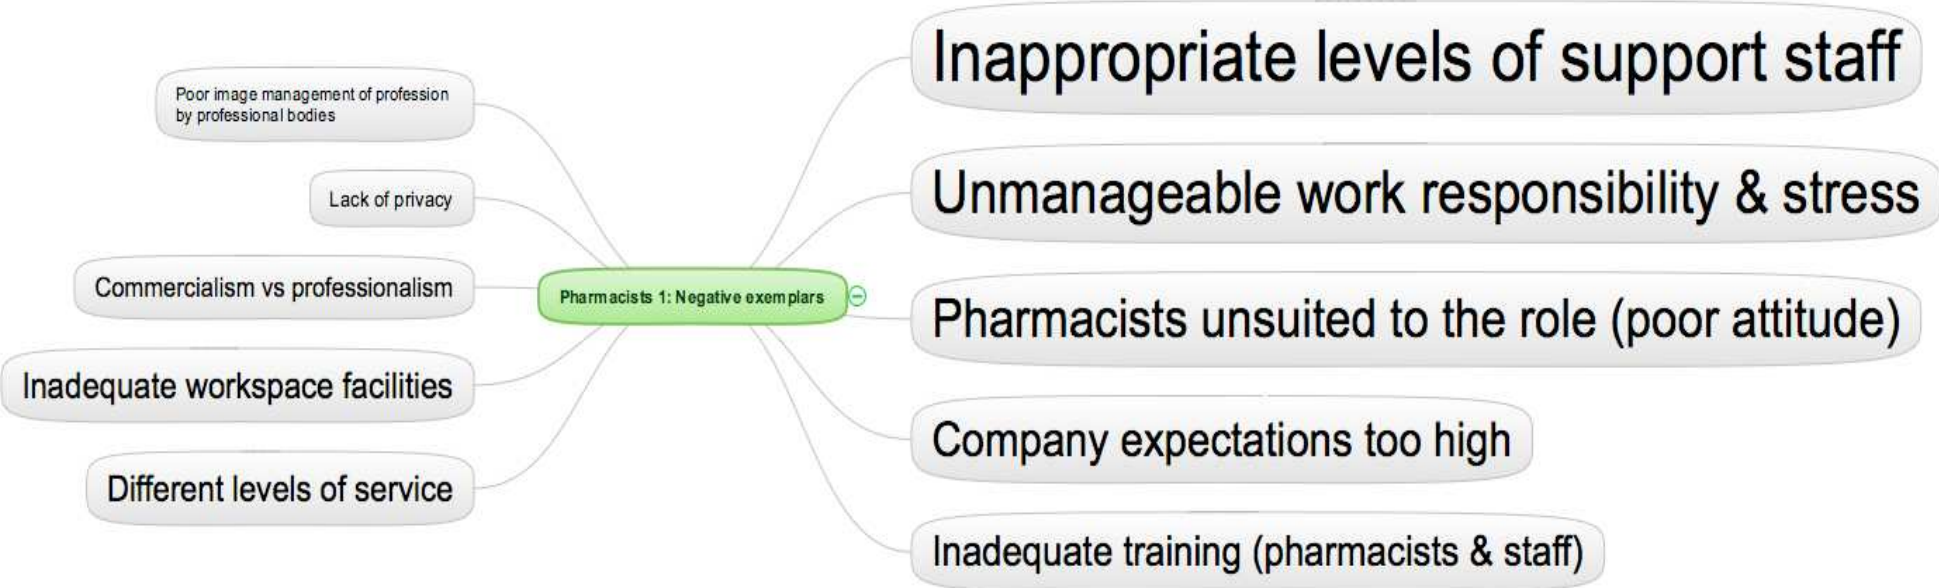 Poor image management of profession
by professional bodies
Lack of privacy
Commercialism vs professionalism
Inadequate workspace facilities
Different levels of service
Pharmacists 1: Negative exemplars
Inappropriate levels of support staff
Unmanageable work responsibility & stress
Pharmacists unsuited to the role (poor attitude)
Company expectations too high
Inadequate training (pharmacists & staff)